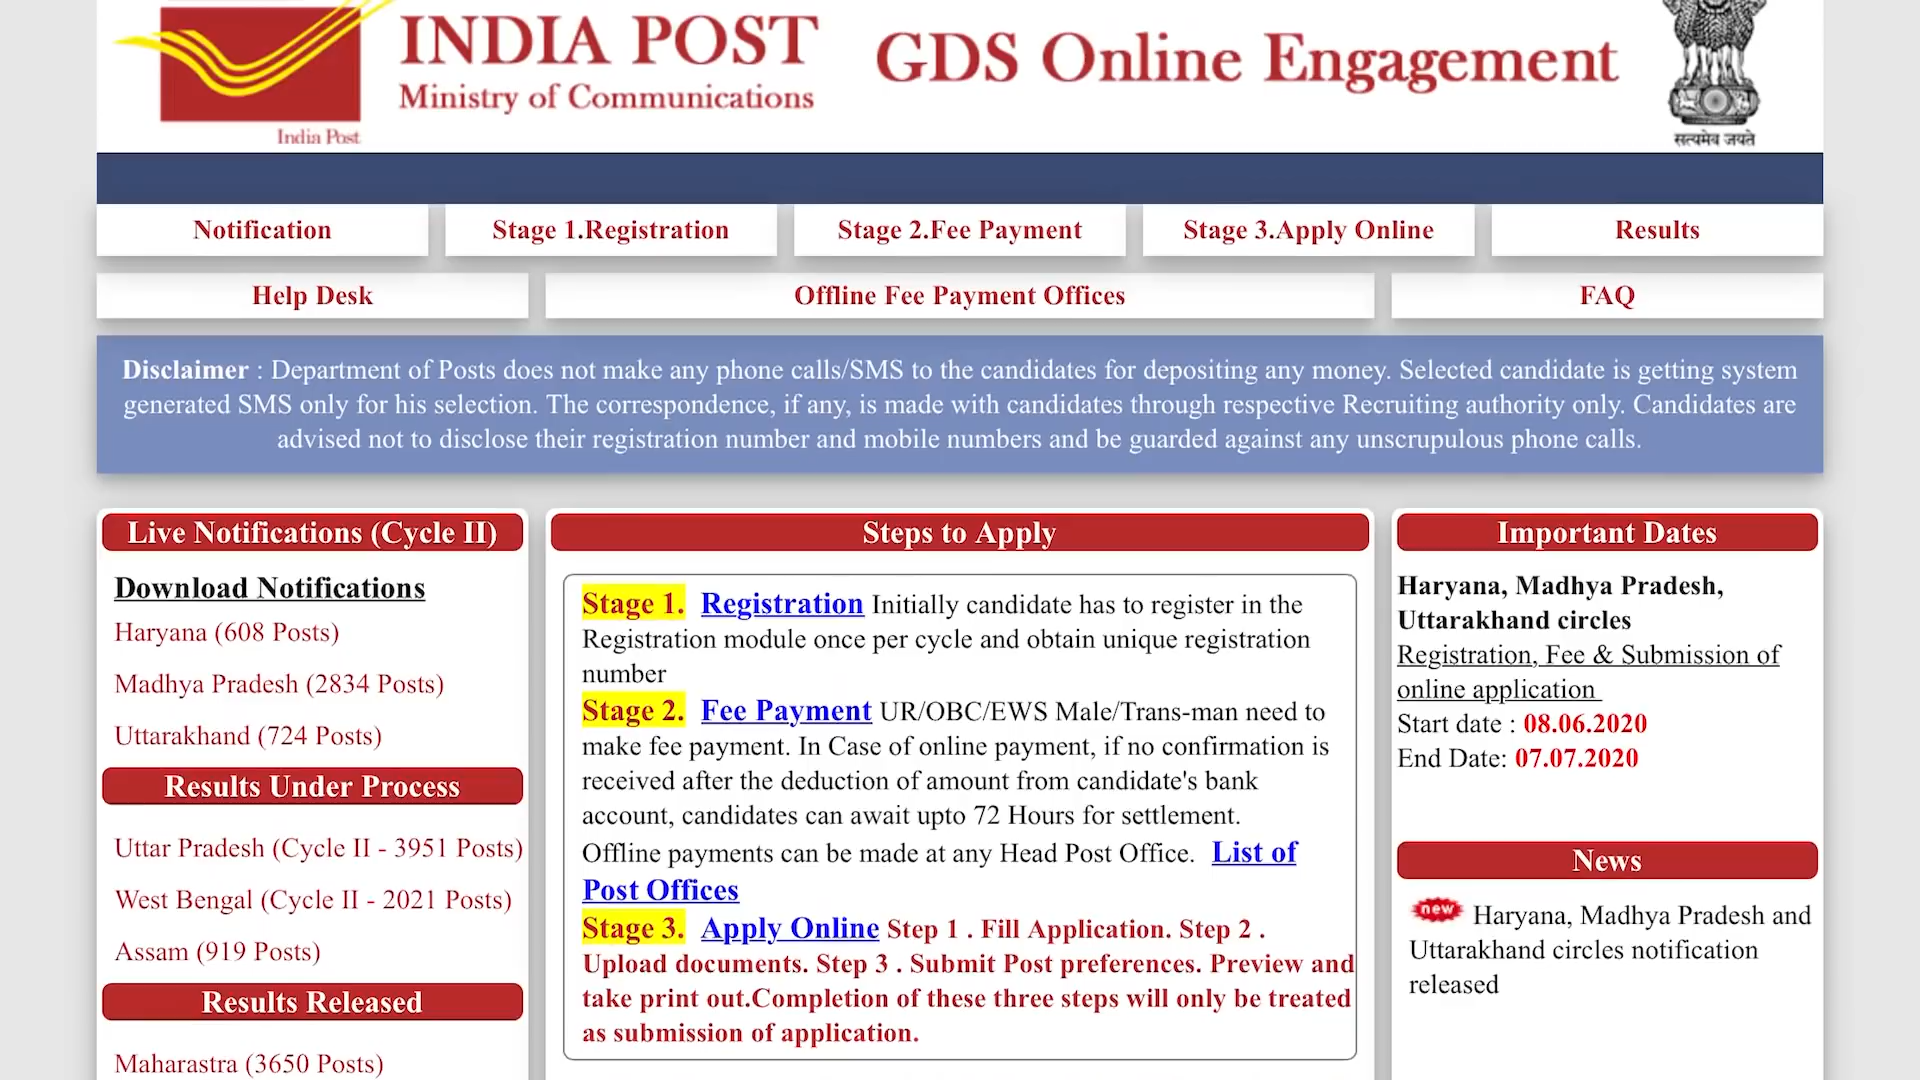 INDIA POST
Ministry of Communications
India Post
GDS Online Engagement
सत्यमेव जयते
Notification
Stage 1.Registration
Stage 2.Fee Payment
Stage 3.Apply Online
Results
Help Desk
Offline Fee Payment Offices
FAQ
Disclaimer : Department of Posts does not make any phone calls/SMS to the candidates for depositing any money. Selected candidate is getting system
generated SMS only for his selection. The correspondence, if any, is made with candidates through respective Recruiting authority only. Candidates are
advised not to disclose their registration number and mobile numbers and be guarded against any unscrupulous phone calls.
Live Notifications (Cycle II)
Download Notifications
Haryana (608 Posts)
Madhya Pradesh (2834 Posts)
Uttarakhand (724 Posts)
Results Under Process
Uttar Pradesh (Cycle II - 3951 Posts)
West Bengal (Cycle II - 2021 Posts)
Assam (919 Posts)
Results Released
Maharastra (3650 Posts)
Steps to Apply
Stage 1. Registration Initially candidate has to register in the
Registration module once per cycle and obtain unique registration
number
Stage 2. Fee Payment UR/OBC/EWS Male/Trans-man need to
make fee payment. In Case of online payment, if no confirmation is
received after the deduction of amount from candidate's bank
account, candidates can await upto 72 Hours for settlement.
Offline payments can be made at any Head Post Office. List of
Post Offices
Stage 3. Apply Online Step 1 . Fill Application. Step 2 .
Upload documents. Step 3 . Submit Post preferences. Preview and
take print out.Completion of these three steps will only be treated
as submission of application.
Important Dates
Haryana, Madhya Pradesh,
Uttarakhand circles
Registration, Fee & Submission of
online application
Start date : 08.06.2020
End Date: 07.07.2020
News
new Haryana, Madhya Pradesh and
Uttarakhand circles notification
released